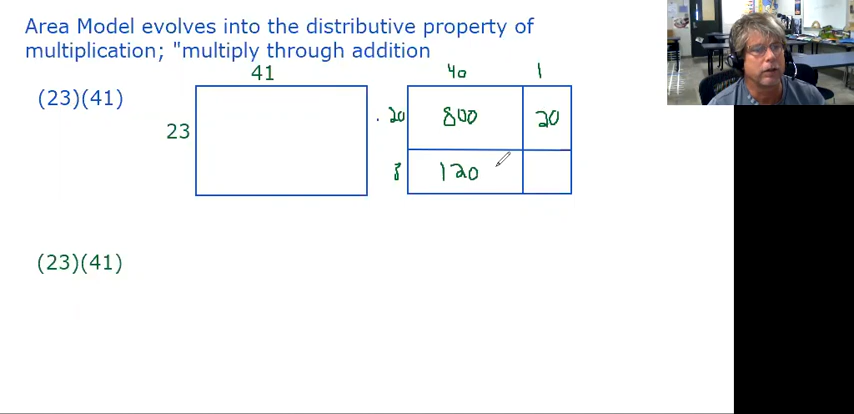 Area Model evolves into the distributive property of
multiplication; "multiply through addition
41
40 1
(23)(41)
23
20 800 20
3 120
(23)(41)